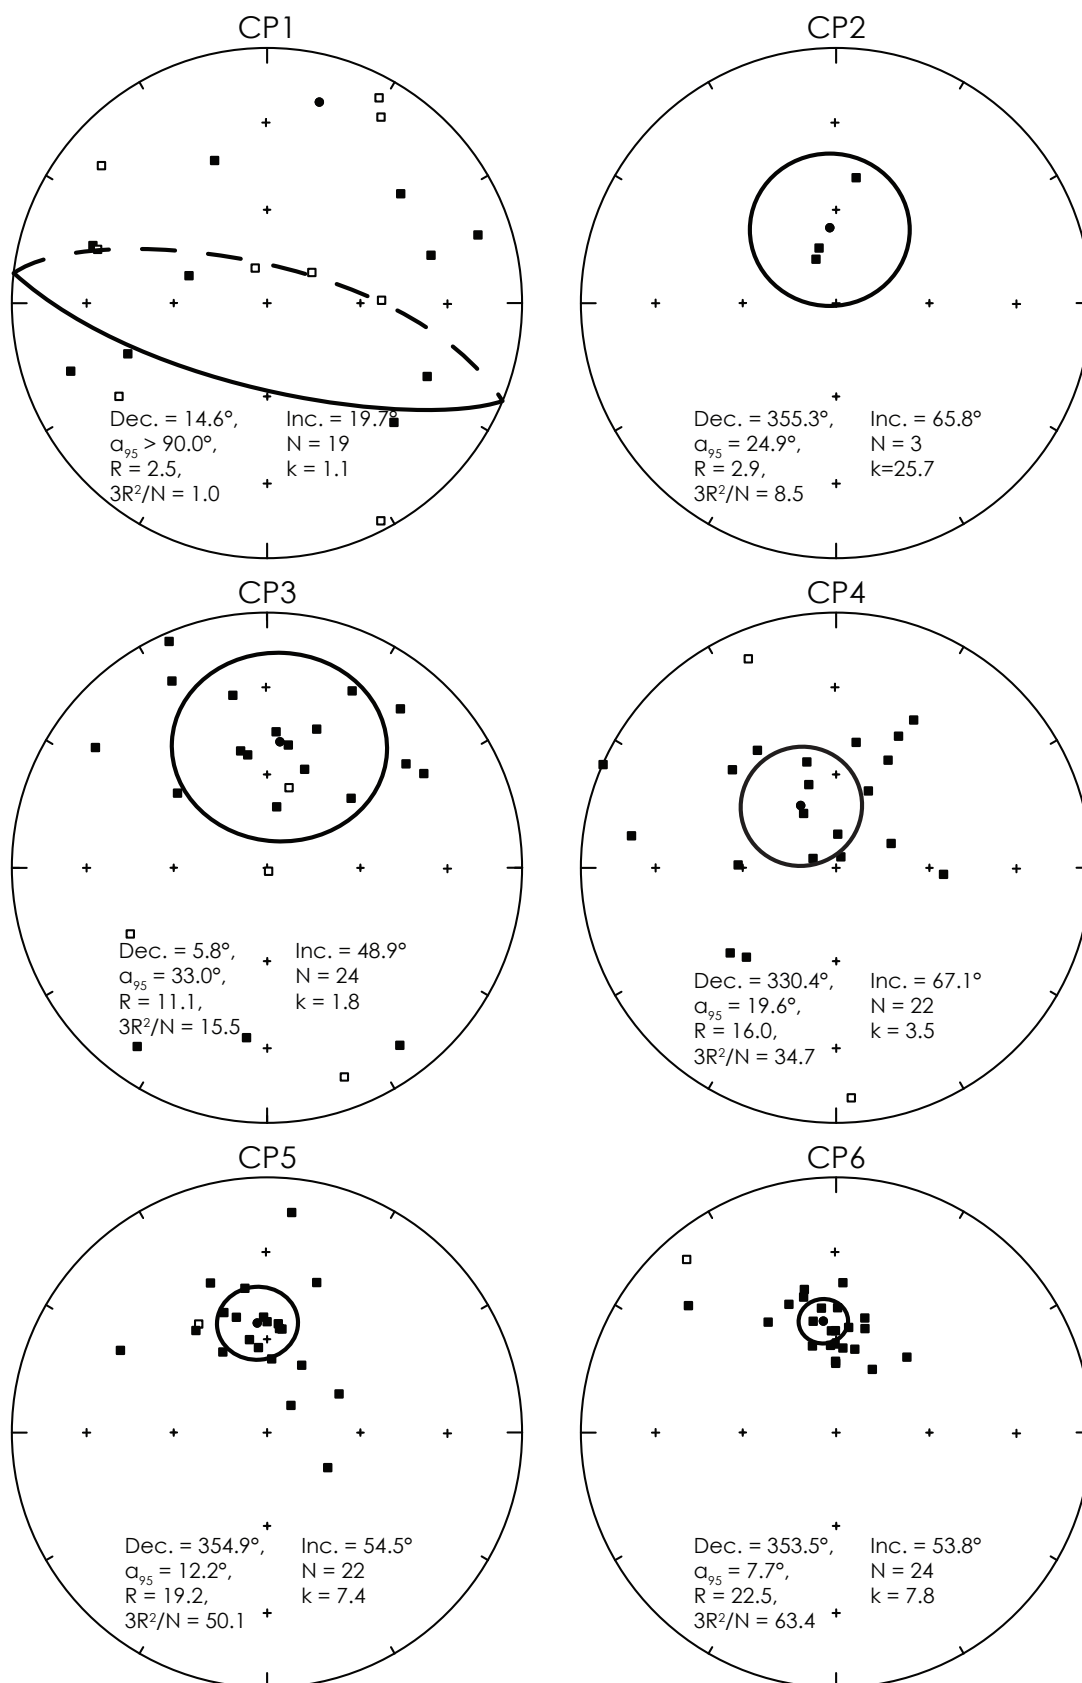 CP1
Dec. = 14.6°, Inc. = 19.7°
α95 > 90.0°, N = 19
R = 2.5, k = 1.1
3R²/N = 1.0
CP2
Dec. = 355.3°, Inc. = 65.8°
α95 = 24.9°, N = 3
R = 2.9, k=25.7
3R²/N = 8.5
CP3
Dec. = 5.8°, Inc. = 48.9°
α95 = 33.0°, N = 24
R = 11.1, k = 1.8
3R²/N = 15.5
CP4
Dec. = 330.4°, Inc. = 67.1°
α95 = 19.6°, N = 22
R = 16.0, k = 3.5
3R²/N = 34.7
CP5
Dec. = 354.9°, Inc. = 54.5°
α95 = 12.2°, N = 22
R = 19.2, k = 7.4
3R²/N = 50.1
CP6
Dec. = 353.5°, Inc. = 53.8°
α95 = 7.7°, N = 24
R = 22.5, k = 7.8
3R²/N = 63.4